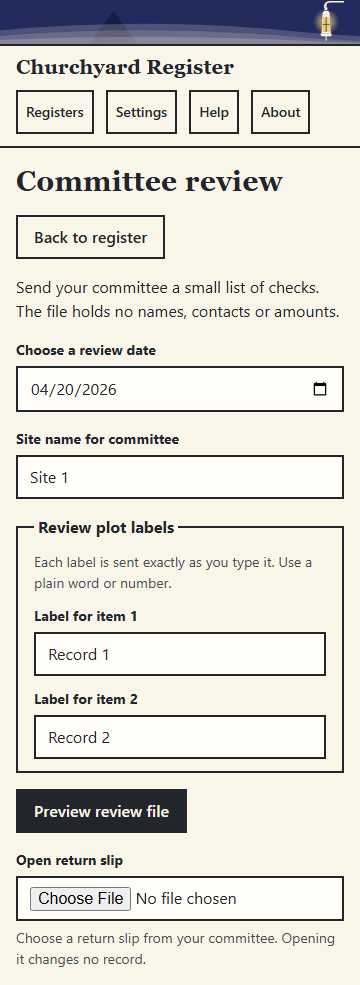 Churchyard Register
Registers
Settings
Help
About
Committee review
Back to register
Send your committee a small list of checks.
The file holds no names, contacts or amounts.
Choose a review date
04/20/2026
Site name for committee
Site 1
Review plot labels
Each label is sent exactly as you type it. Use a
plain word or number.
Label for item 1
Record 1
Label for item 2
Record 2
Preview review file
Open return slip
Choose File No file chosen
Choose a return slip from your committee. Opening
it changes no record.